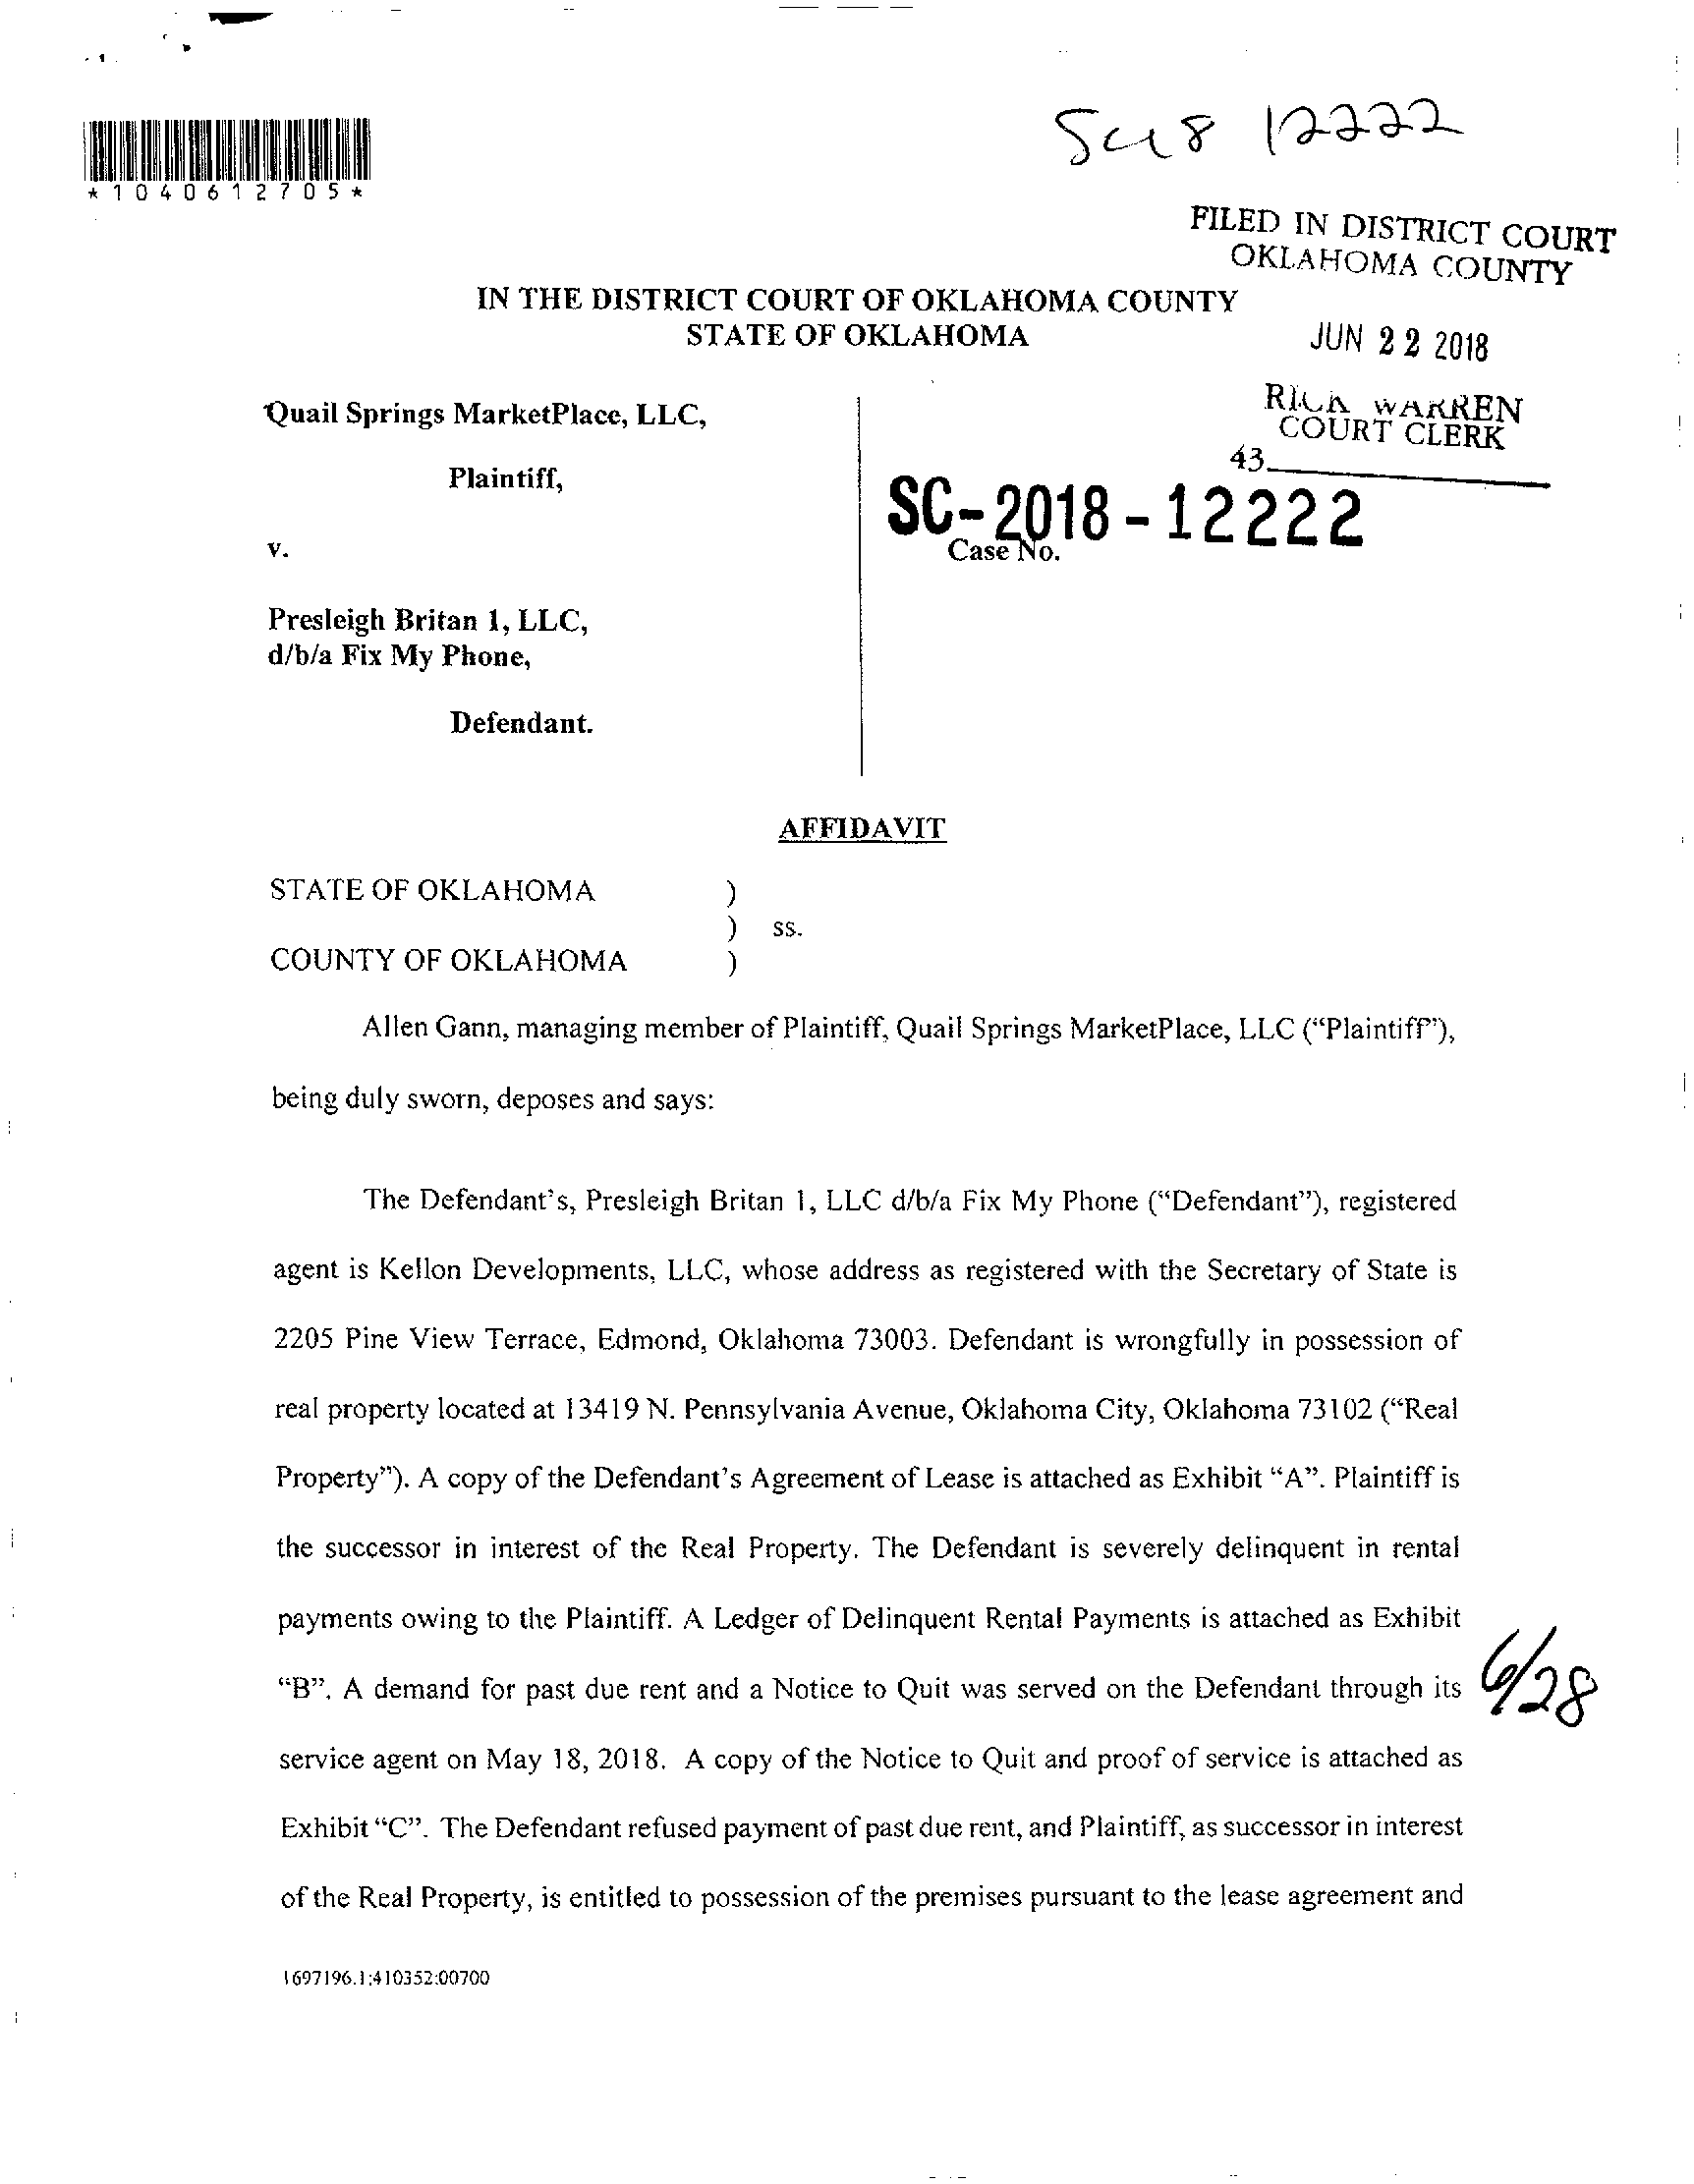 SC18 12222
*1040612705*
FILED IN DISTRICT COURT
OKLAHOMA COUNTY
IN THE DISTRICT COURT OF OKLAHOMA COUNTY
STATE OF OKLAHOMA
JUN 22 2018
RICK WARREN
COURT CLERK
43
Quail Springs MarketPlace, LLC,
Plaintiff,
SC-2018-12222
Case No.
v.
Presleigh Britan 1, LLC,
d/b/a Fix My Phone,
Defendant.
AFFIDAVIT
STATE OF OKLAHOMA )
) ss.
COUNTY OF OKLAHOMA )
Allen Gann, managing member of Plaintiff, Quail Springs MarketPlace, LLC (“Plaintiff”),
being duly sworn, deposes and says:
The Defendant’s, Presleigh Britan 1, LLC d/b/a Fix My Phone (“Defendant”), registered
agent is Kellon Developments, LLC, whose address as registered with the Secretary of State is
2205 Pine View Terrace, Edmond, Oklahoma 73003. Defendant is wrongfully in possession of
real property located at 13419 N. Pennsylvania Avenue, Oklahoma City, Oklahoma 73102 (“Real
Property”). A copy of the Defendant’s Agreement of Lease is attached as Exhibit “A”. Plaintiff is
the successor in interest of the Real Property. The Defendant is severely delinquent in rental
payments owing to the Plaintiff. A Ledger of Delinquent Rental Payments is attached as Exhibit
“B”. A demand for past due rent and a Notice to Quit was served on the Defendant through its
6/28
service agent on May 18, 2018. A copy of the Notice to Quit and proof of service is attached as
Exhibit “C”. The Defendant refused payment of past due rent, and Plaintiff, as successor in interest
of the Real Property, is entitled to possession of the premises pursuant to the lease agreement and
1697196.1:410352:00700